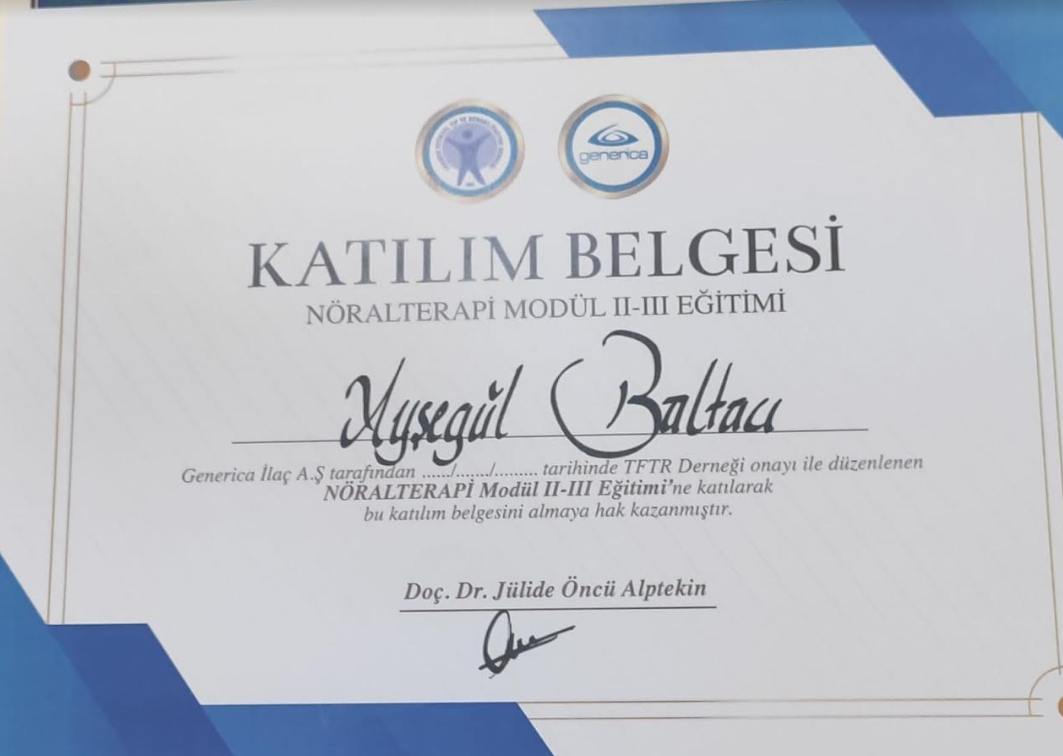 generica
KATILIM BELGESİ
NÖRALTERAPİ MODÜL II-III EĞİTİMİ
Ayşegül Baltacı
Generica İlaç A.Ş tarafından ....../......./......... tarihinde TFTR Derneği onayı ile düzenlenen
NÖRALTERAPİ Modül II-III Eğitimi'ne katılarak
bu katılım belgesini almaya hak kazanmıştır.
Doç. Dr. Jülide Öncü Alptekin